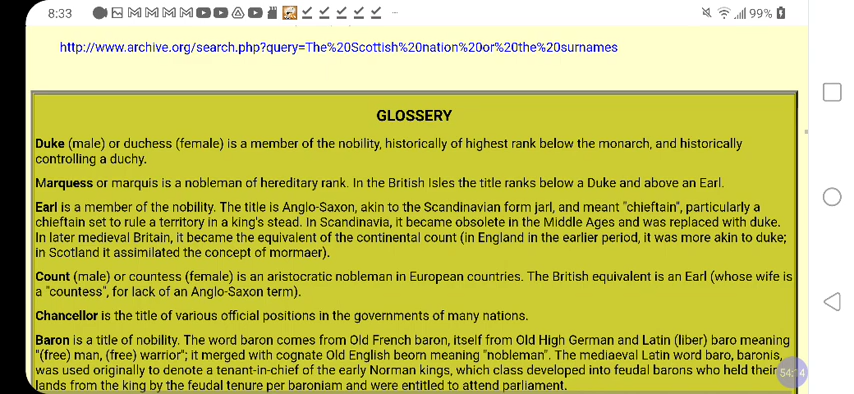 8:33
99%
http://www.archive.org/search.php?query=The%20Scottish%20nation%20or%20the%20surnames
GLOSSERY
Duke (male) or duchess (female) is a member of the nobility, historically of highest rank below the monarch, and historically
controlling a duchy.
Marquess or marquis is a nobleman of hereditary rank. In the British Isles the title ranks below a Duke and above an Earl.
Earl is a member of the nobility. The title is Anglo-Saxon, akin to the Scandinavian form jarl, and meant "chieftain", particularly a
chieftain set to rule a territory in a king's stead. In Scandinavia, it became obsolete in the Middle Ages and was replaced with duke.
In later medieval Britain, it became the equivalent of the continental count (in England in the earlier period, it was more akin to duke;
in Scotland it assimilated the concept of mormaer).
Count (male) or countess (female) is an aristocratic nobleman in European countries. The British equivalent is an Earl (whose wife is
a "countess", for lack of an Anglo-Saxon term).
Chancellor is the title of various official positions in the governments of many nations.
Baron is a title of nobility. The word baron comes from Old French baron, itself from Old High German and Latin (liber) baro meaning
"(free) man, (free) warrior"; it merged with cognate Old English beorn meaning "nobleman". The mediaeval Latin word baro, baronis,
was used originally to denote a tenant-in-chief of the early Norman kings, which class developed into feudal barons who held their
lands from the king by the feudal tenure per baroniam and were entitled to attend parliament.
54:14